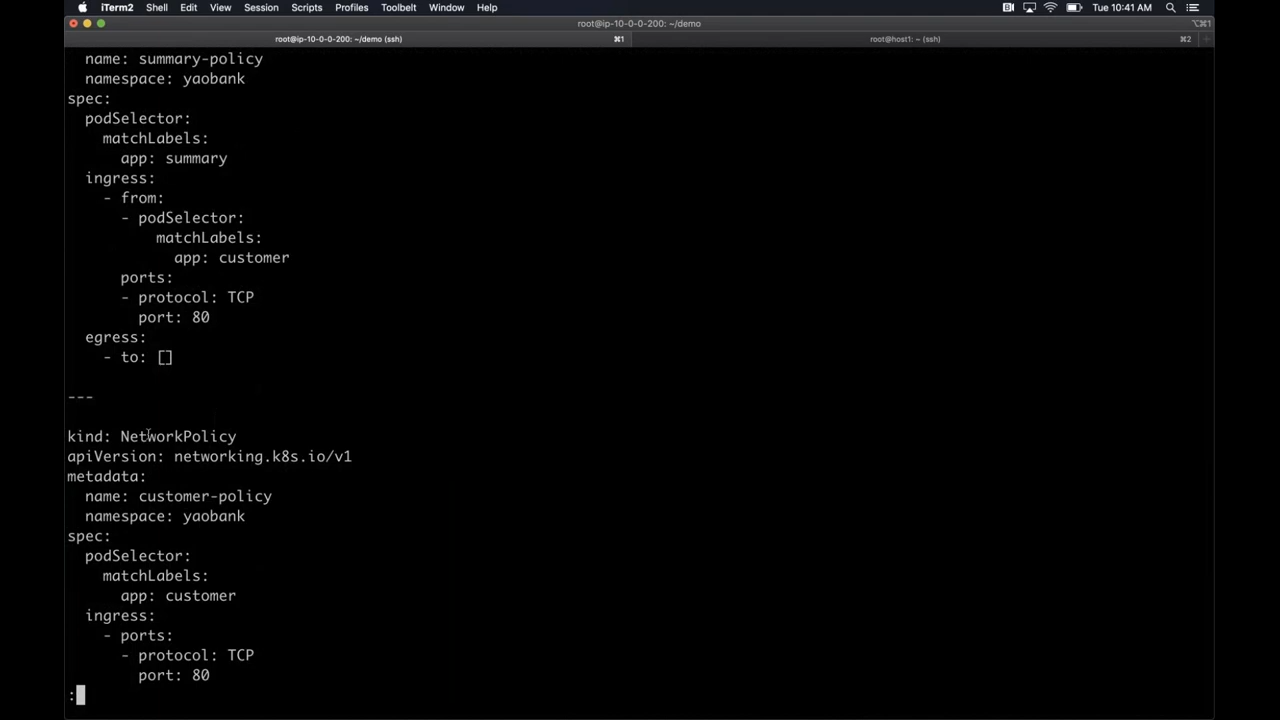 iTerm2 Shell Edit View Session Scripts Profiles Toolbelt Window Help Tue 10:41 AM
root@ip-10-0-0-200: ~/demo ⌥⌘1
root@ip-10-0-0-200: ~/demo (ssh) ⌘1 root@host1: ~ (ssh) ⌘2 +
  name: summary-policy
  namespace: yaobank
spec:
  podSelector:
    matchLabels:
      app: summary
  ingress:
    - from:
      - podSelector:
          matchLabels:
            app: customer
      ports:
      - protocol: TCP
        port: 80
  egress:
    - to: []
---
kind: NetworkPolicy
apiVersion: networking.k8s.io/v1
metadata:
  name: customer-policy
  namespace: yaobank
spec:
  podSelector:
    matchLabels:
      app: customer
  ingress:
    - ports:
      - protocol: TCP
        port: 80
: